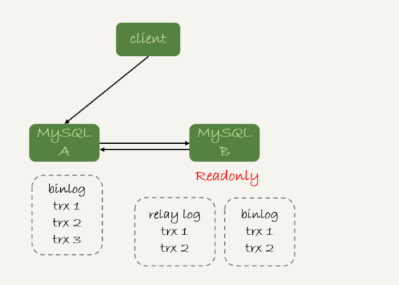 client
MySQL
A
MySQL
B
Readonly
binlog
trx 1
trx 2
trx 3
relay log
trx 1
trx 2
binlog
trx 1
trx 2